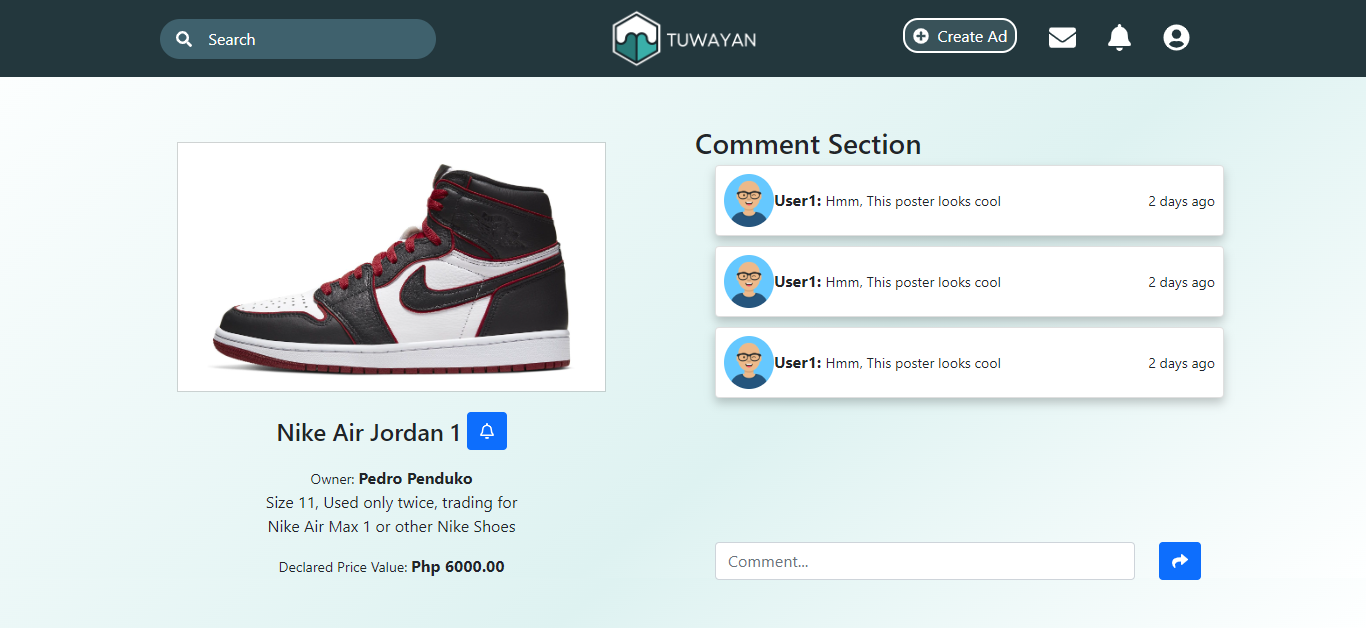 Search
TUWAYAN
Create Ad
Comment Section
User1: Hmm, This poster looks cool
2 days ago
User1: Hmm, This poster looks cool
2 days ago
User1: Hmm, This poster looks cool
2 days ago
Nike Air Jordan 1
Owner: Pedro Penduko
Size 11, Used only twice, trading for
Nike Air Max 1 or other Nike Shoes
Declared Price Value: Php 6000.00
Comment...